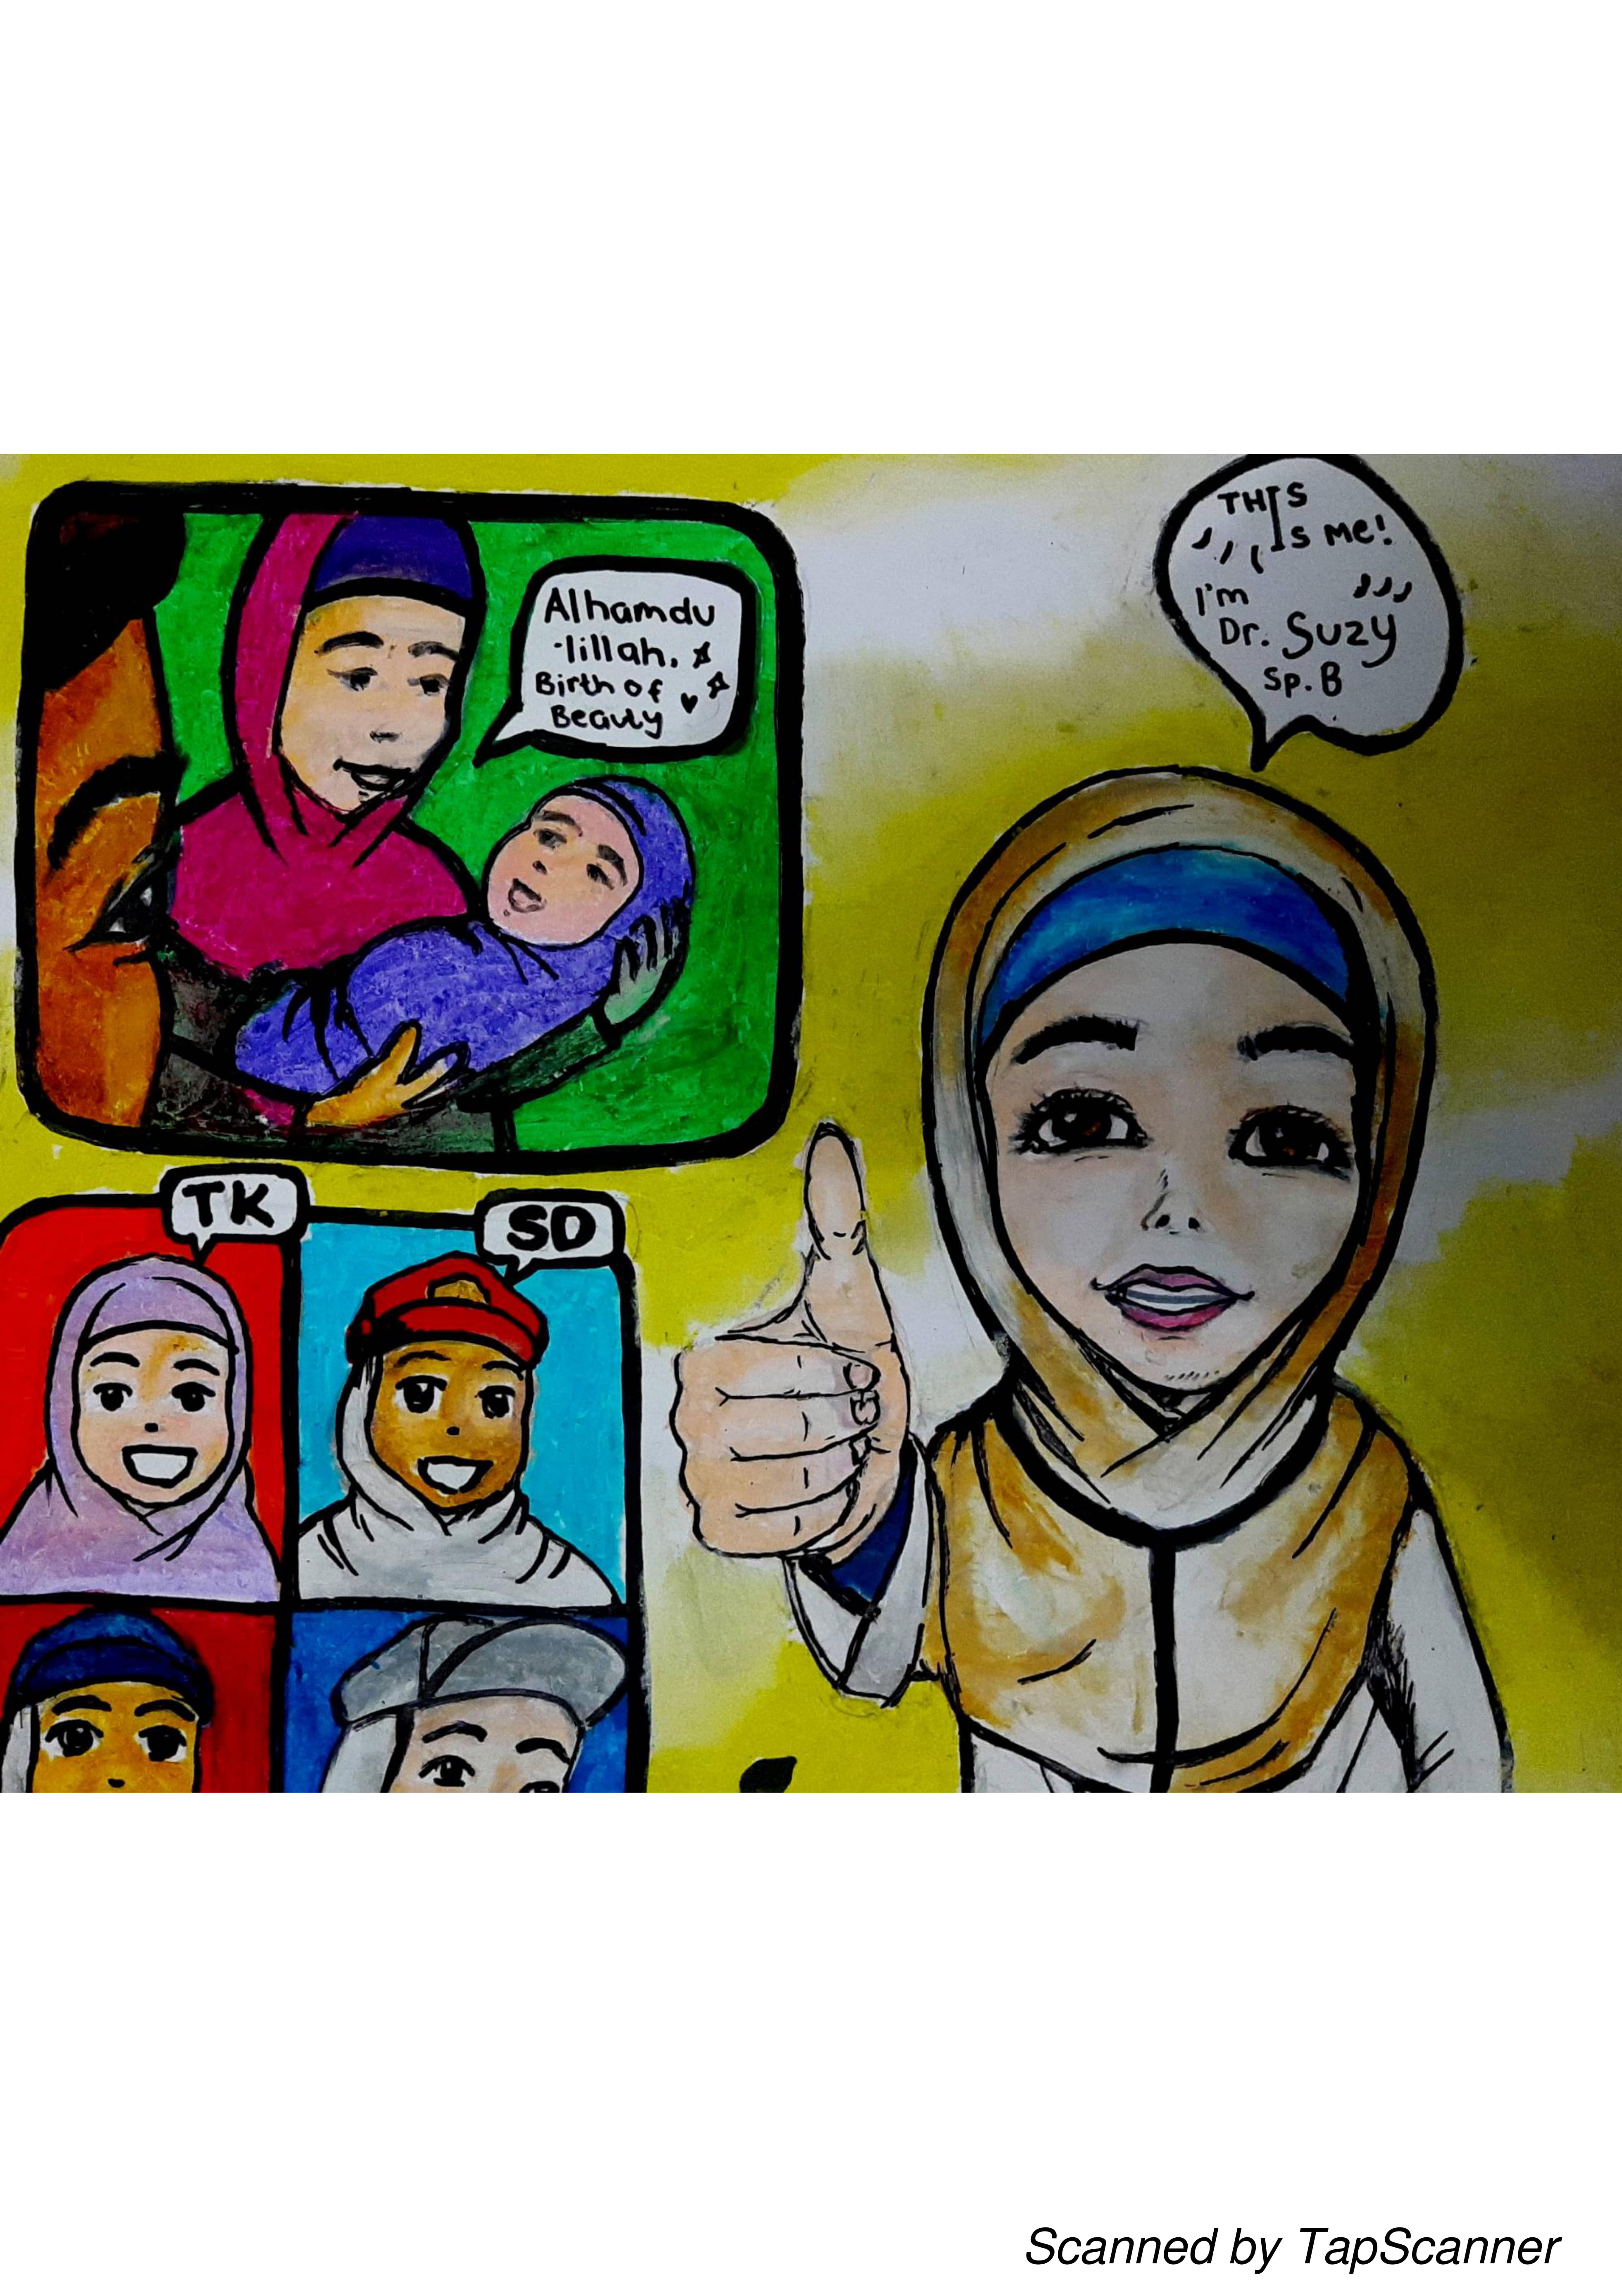 Alhamdu
-lillah,
Birth of
Beauty
THIS
Is Me!
I'm
Dr. Suzy
Sp. B
TK
SD
Scanned by TapScanner